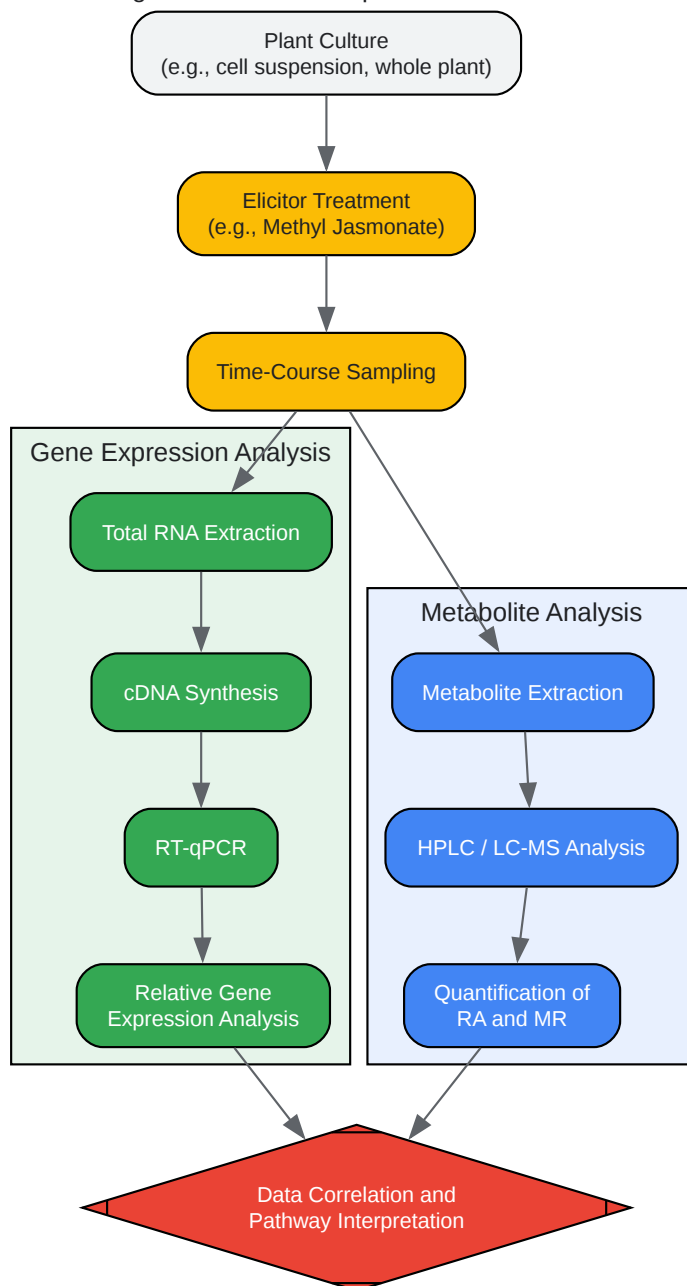 Plant Culture
(e.g., cell suspension, whole plant)
Elicitor Treatment
(e.g., Methyl Jasmonate)
Time-Course Sampling
Gene Expression Analysis
Total RNA Extraction
cDNA Synthesis
RT-qPCR
Relative Gene
Expression Analysis
Metabolite Analysis
Metabolite Extraction
HPLC / LC-MS Analysis
Quantification of
RA and MR
Data Correlation and
Pathway Interpretation